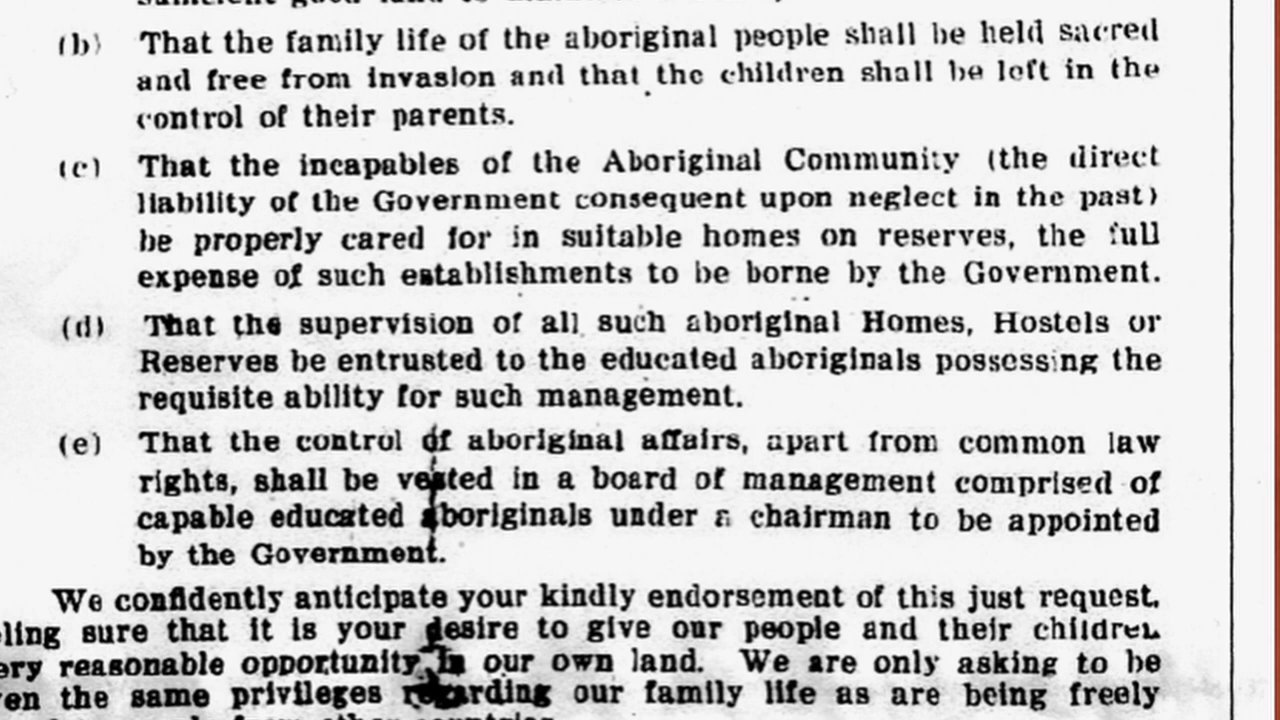 (b) That the family life of the aboriginal people shall be held sacred
and free from invasion and that the children shall be left in the
control of their parents.
(c) That the incapables of the Aboriginal Community (the direct
liability of the Government consequent upon neglect in the past)
be properly cared for in suitable homes on reserves, the full
expense of such establishments to be borne by the Government.
(d) That the supervision of all such aboriginal Homes, Hostels or
Reserves be entrusted to the educated aboriginals possessing the
requisite ability for such management.
(e) That the control of aboriginal affairs, apart from common law
rights, shall be vested in a board of management comprised of
capable educated aboriginals under a chairman to be appointed
by the Government.
We confidently anticipate your kindly endorsement of this just request,
ling sure that it is your desire to give our people and their children
ery reasonable opportunity in our own land. We are only asking to be
en the same privileges regarding our family life as are being freely
from other countries